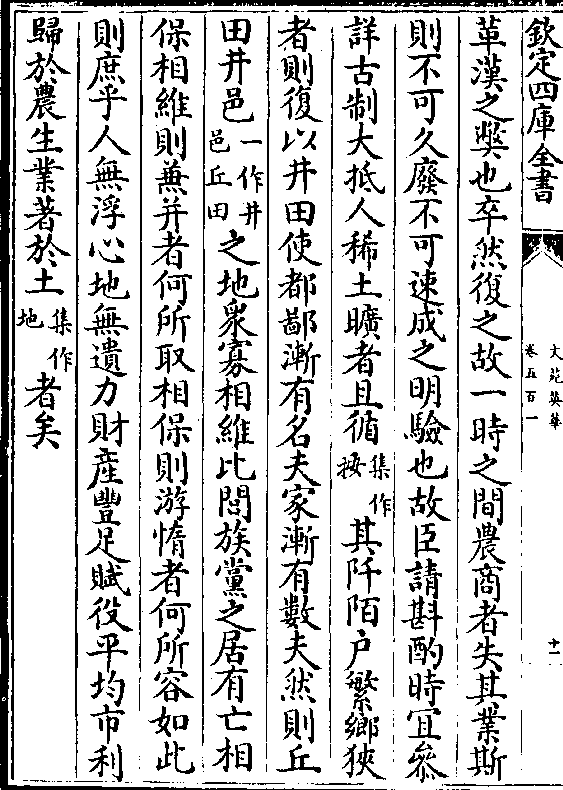 欽定四庫全書
文苑英華
卷五百一
十一
革漢之弊也卒然復之故一時之間農商者失其業斯
則不可久廢不可速成之明驗也故臣請斟酌時宜參
詳古制大抵人稀土曠者且循集作按其阡陌户繁鄉狹
者則復以井田使都鄙漸有名夫家漸有數夫然則丘
田井邑一作井邑丘田之地衆寡相維比閭族黨之居有亡相
保相維則兼并者何所取相保則游惰者何所容如此
則庶乎人無浮心地無遺力財産豐足賦役平均市利
歸於農生業著於土集作地者矣